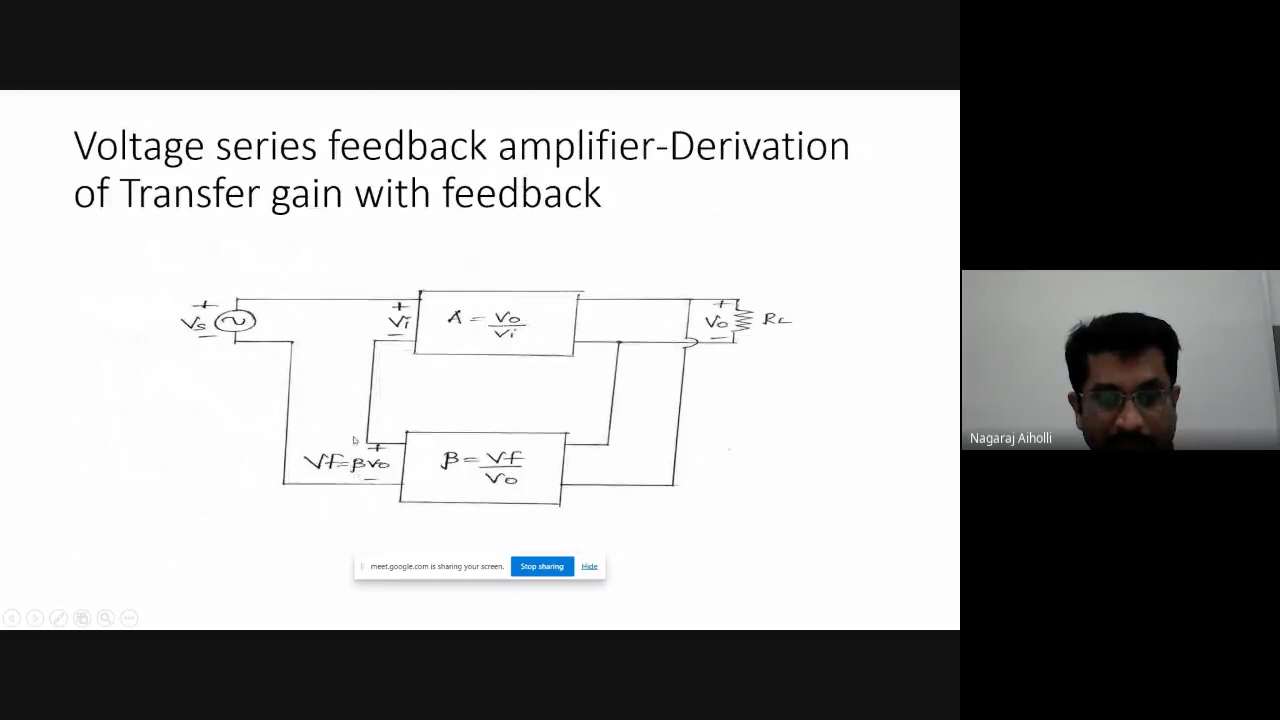 Voltage series feedback amplifier-Derivation
of Transfer gain with feedback
+
Vs
−
+
Vi
−
A = Vo
Vi
+
Vo
−
RL
+
Vf=βVo
−
β = Vf
Vo
meet.google.com is sharing your screen.
Stop sharing
Hide
Nagaraj Aiholli